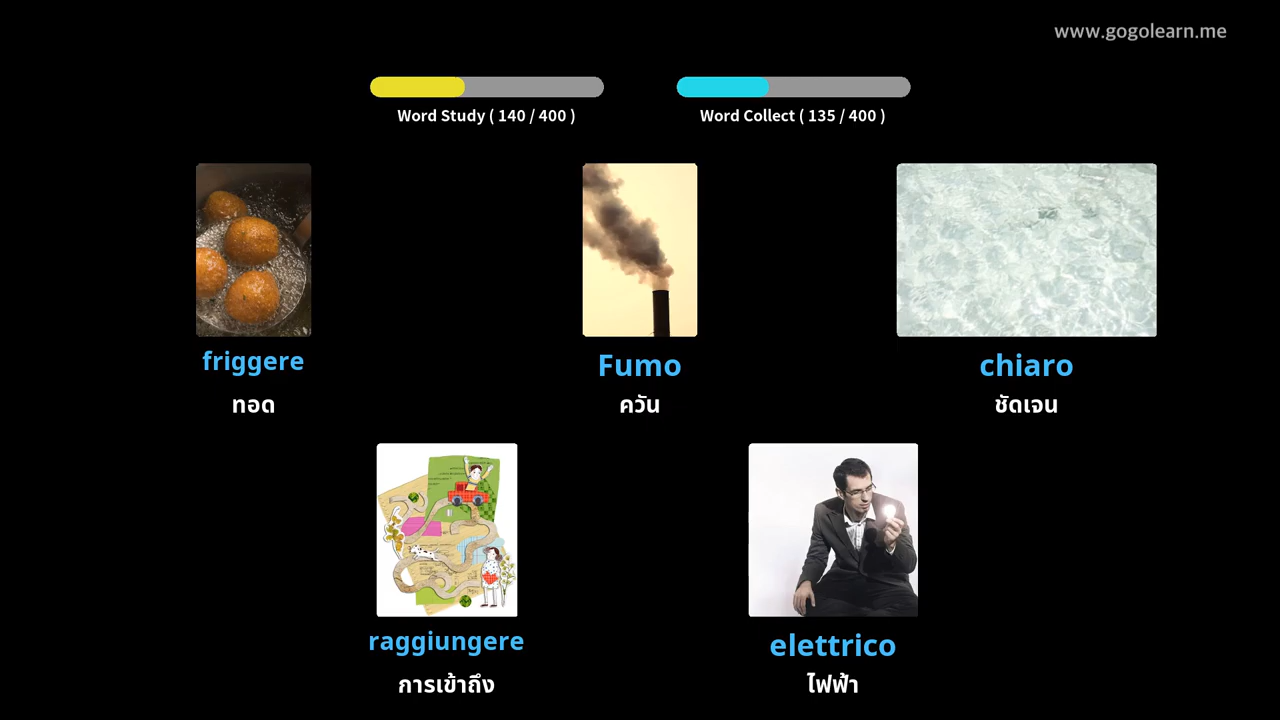 www.gogolearn.me
Word Study ( 140 / 400 )
Word Collect ( 135 / 400 )
friggere
Fumo
chiaro
ทอด
ควัน
ชัดเจน
raggiungere
elettrico
การเข้าถึง
ไฟฟ้า